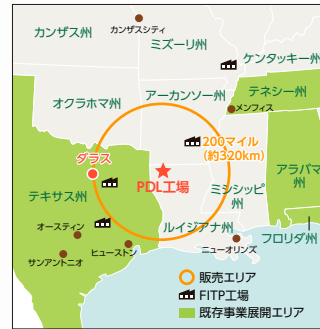 カンザス州
カンザスシティ
ミズーリ州
ケンタッキー州
オクラホマ州
アーカンソー州
テネシー州
メンフィス
200マイル
(約320km)
ダラス
PDL工場
アラバマ州
テキサス州
ミシシッピ州
オースティン
ルイジアナ州
フロリダ州
ヒューストン
ニューオリンズ
サンアントニオ
販売エリア
FITP工場
既存事業展開エリア